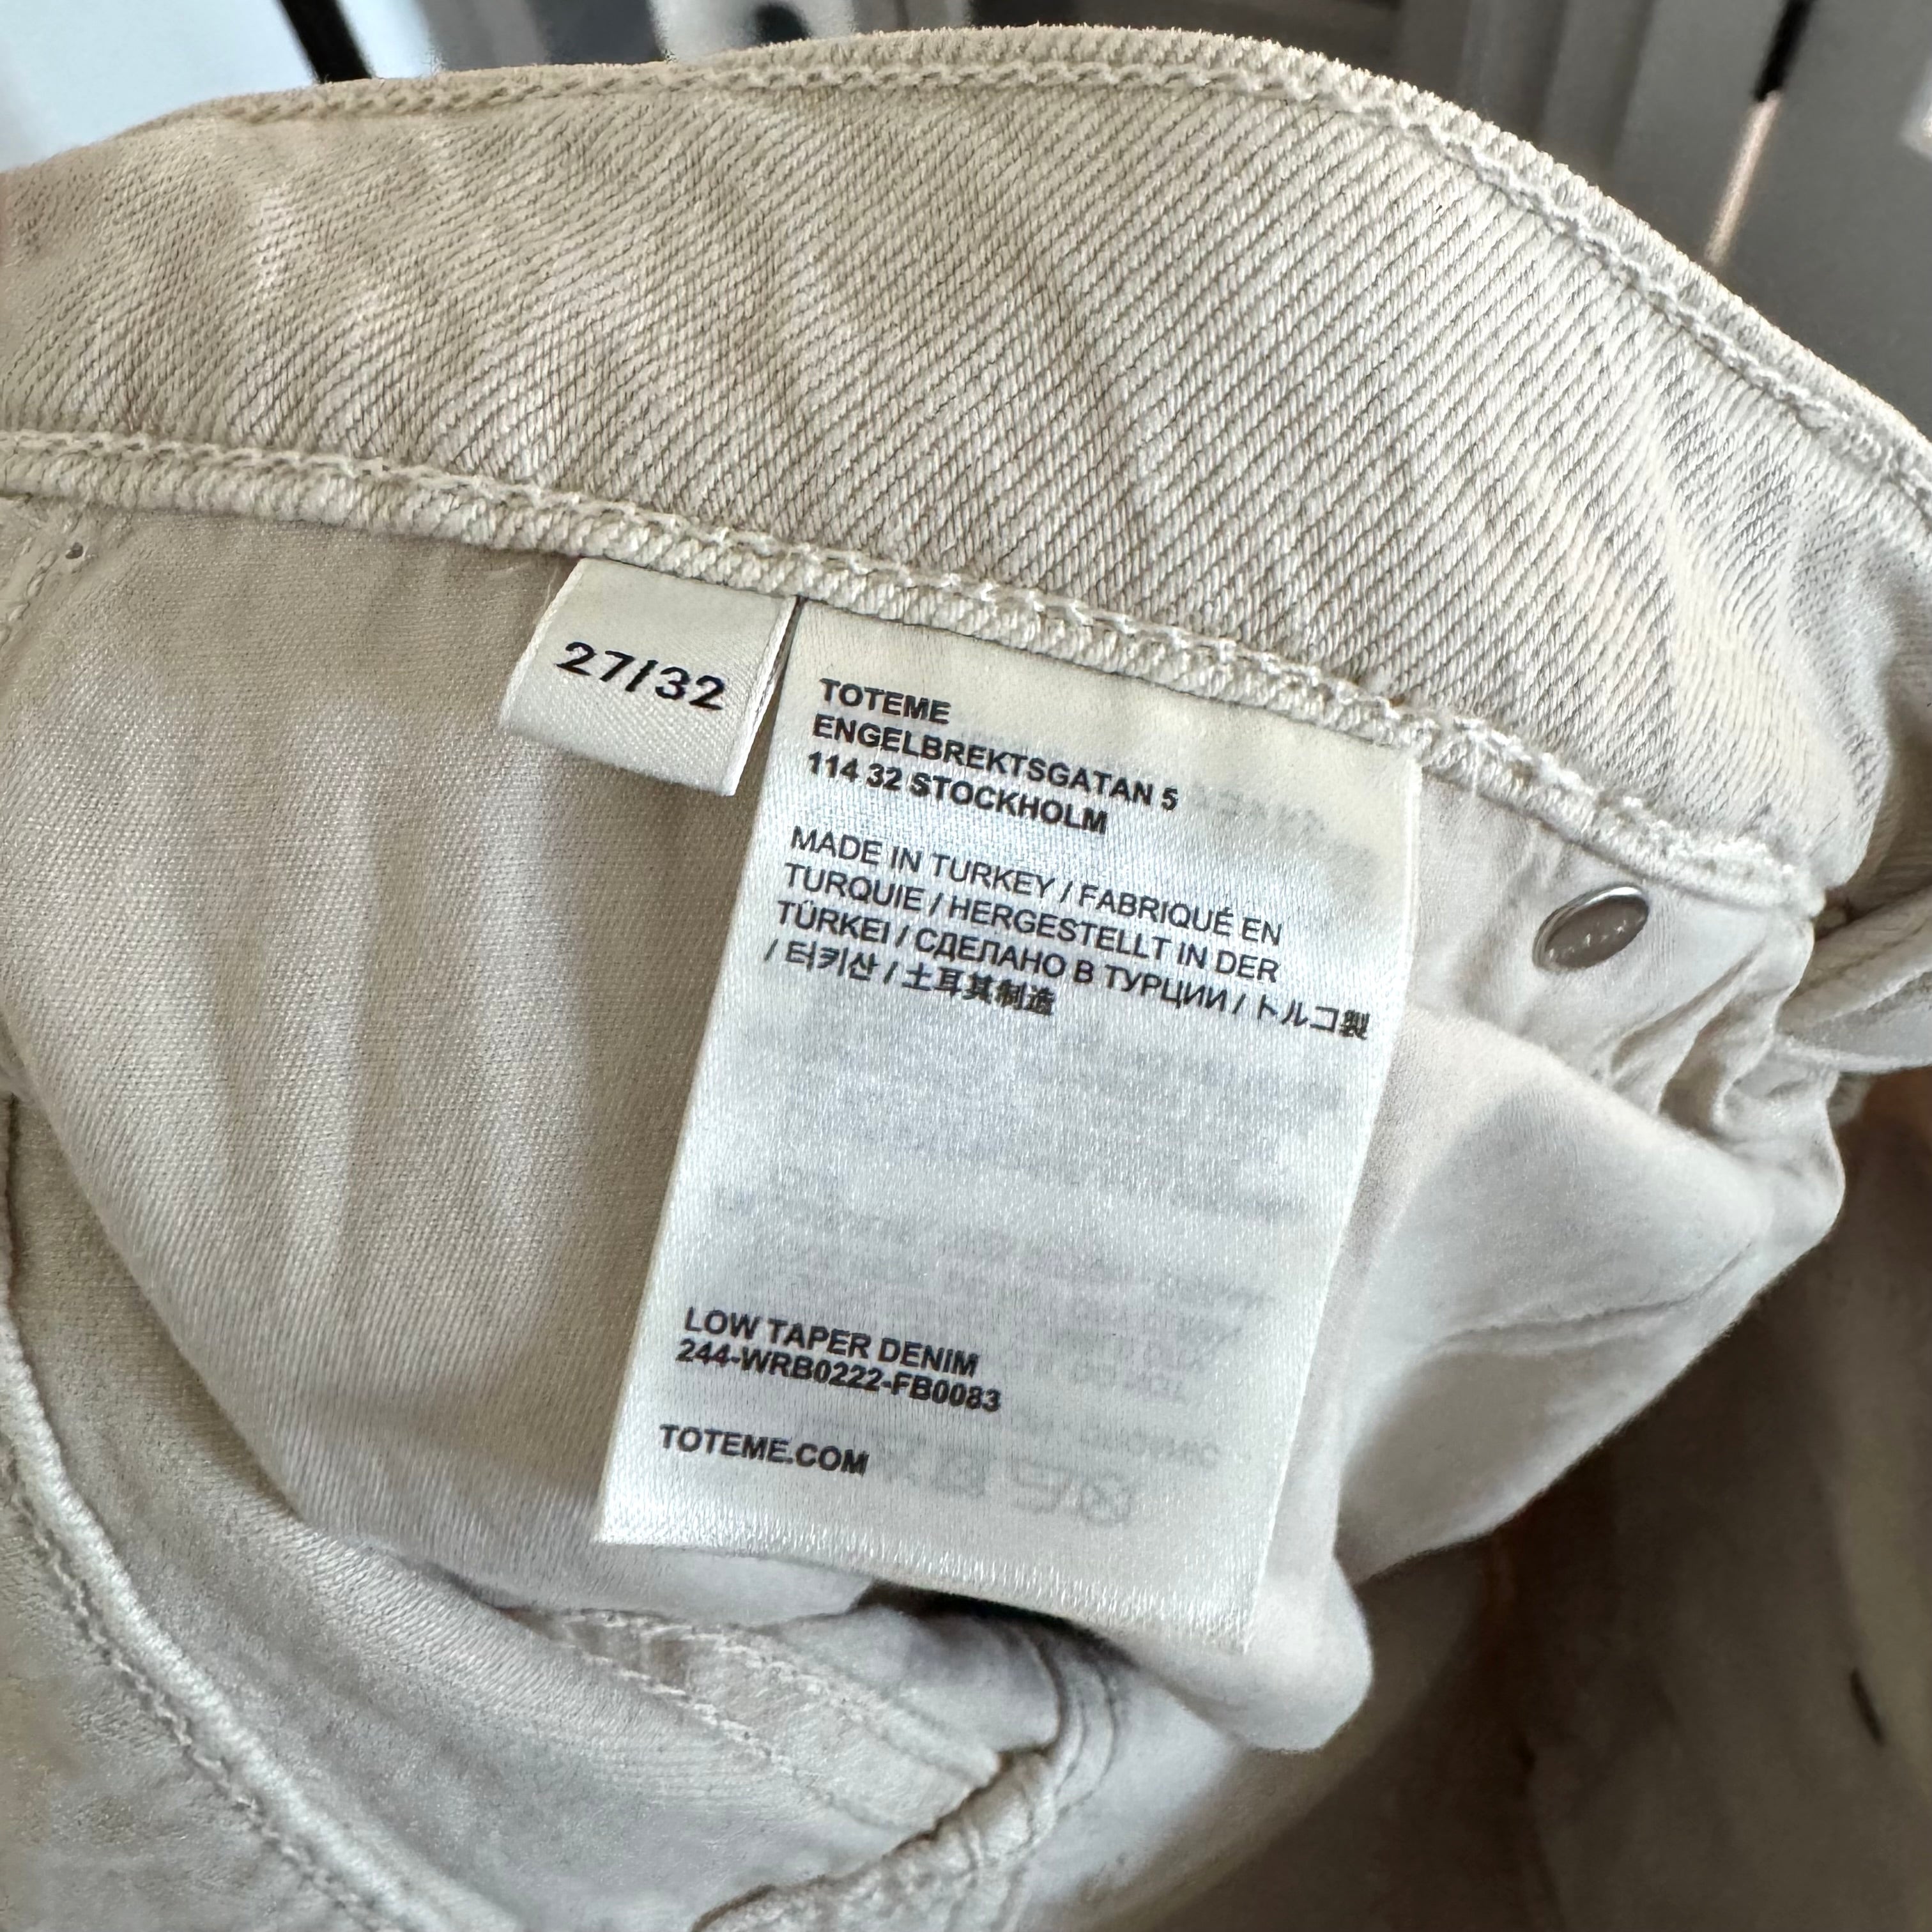 27/32
TOTEME
ENGELBREKTSGATAN 5
114 32 STOCKHOLM
MADE IN TURKEY / FABRIQUÉ EN
TURQUIE / HERGESTELLT IN DER
TÜRKEI / СДЕЛАНО В ТУРЦИИ / トルコ製
/ 터키산 / 土耳其制造
LOW TAPER DENIM
244-WRB0222-FB0083
TOTEME.COM